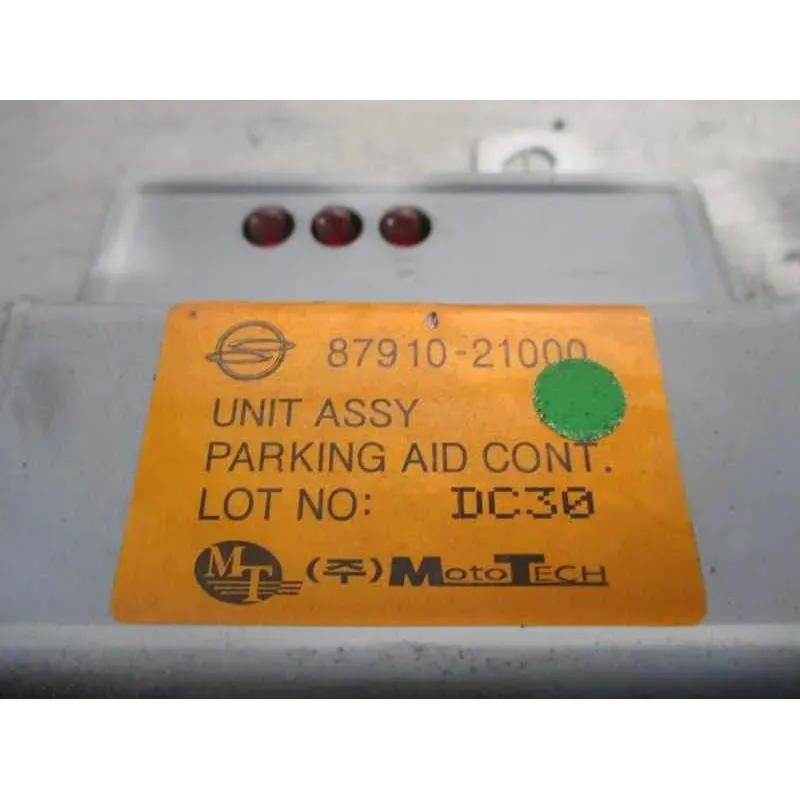 87910-21000
UNIT ASSY
PARKING AID CONT.
LOT NO: DC30
MT (주) MOTOTECH